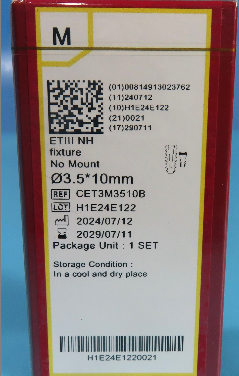 M
(01)08814913023762
(11)240712
(10)H1E24E122
(21)0021
(17)290711
ETIII NH
fixture
No Mount
Ø3.5*10mm
REF CET3M3510B
LOT H1E24E122
2024/07/12
2029/07/11
Package Unit : 1 SET
Storage Condition :
In a cool and dry place
H1E24E1220021